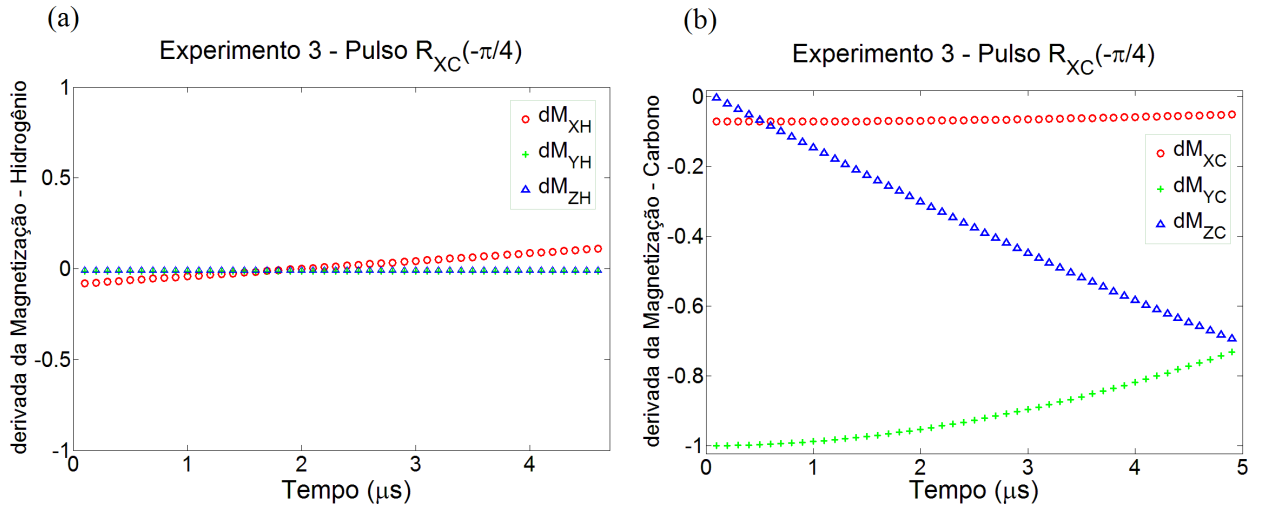 (a)
Experimento 3 - Pulso R_XC(-π/4)
derivada da Magnetização - Hidrogênio
1
0.5
0
-0.5
-1
dM_XH
dM_YH
dM_ZH
0 1 2 3 4
Tempo (μs)
(b)
Experimento 3 - Pulso R_XC(-π/4)
derivada da Magnetização - Carbono
0
-0.2
-0.4
-0.6
-0.8
-1
dM_XC
dM_YC
dM_ZC
0 1 2 3 4 5
Tempo (μs)